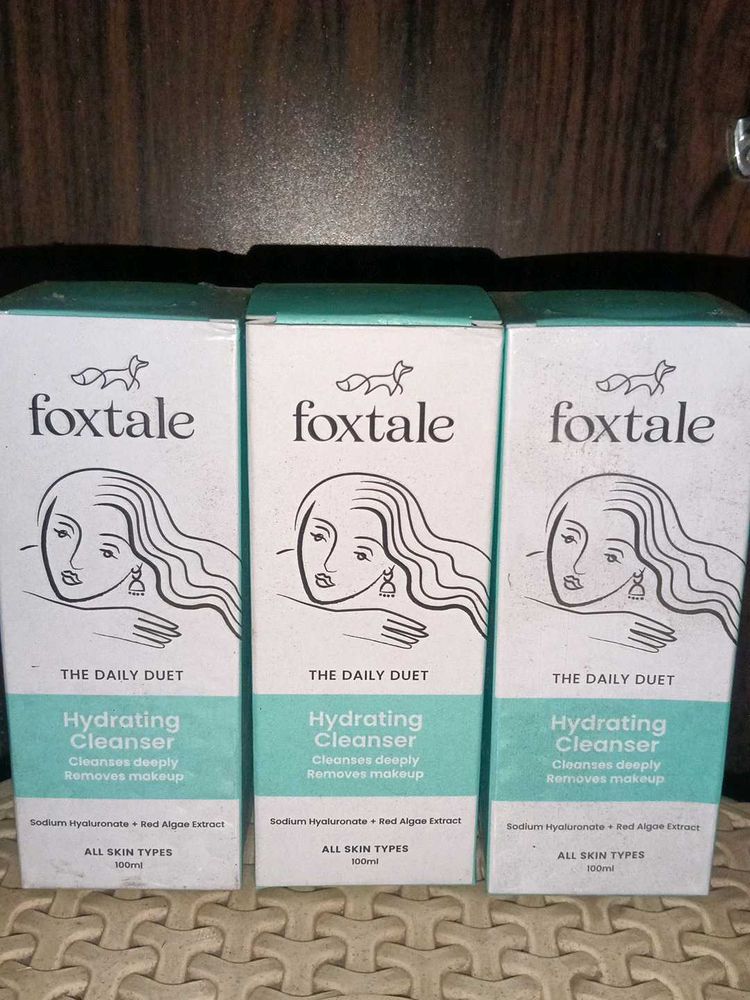 foxtale
THE DAILY DUET
Hydrating
Cleanser
Cleanses deeply
Removes makeup
Sodium Hyaluronate + Red Algae Extract
ALL SKIN TYPES
100ml
foxtale
THE DAILY DUET
Hydrating
Cleanser
Cleanses deeply
Removes makeup
Sodium Hyaluronate + Red Algae Extract
ALL SKIN TYPES
100ml
foxtale
THE DAILY DUET
Hydrating
Cleanser
Cleanses deeply
Removes makeup
Sodium Hyaluronate + Red Algae Extract
ALL SKIN TYPES
100ml